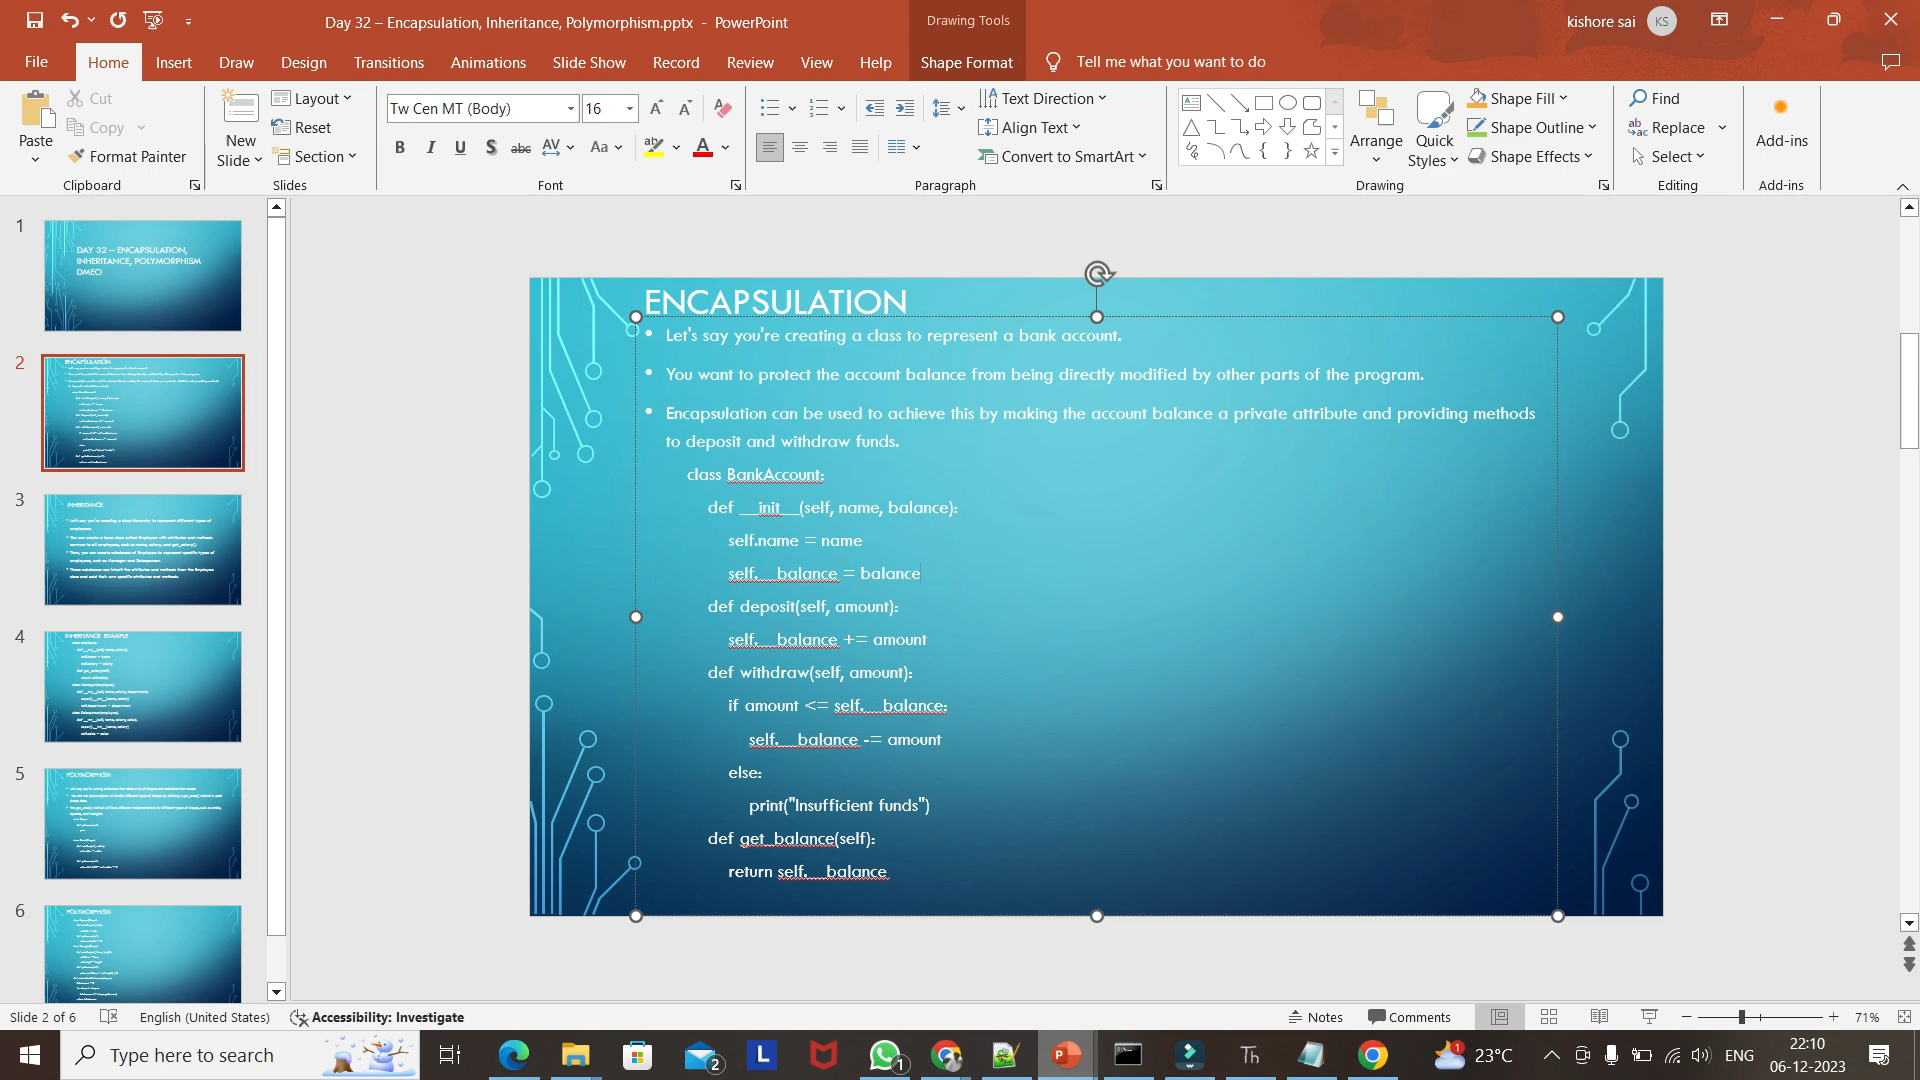 Day 32 – Encapsulation, Inheritance, Polymorphism.pptx - PowerPoint
Drawing Tools
kishore sai
KS
File
Home
Insert
Draw
Design
Transitions
Animations
Slide Show
Record
Review
View
Help
Shape Format
Tell me what you want to do
Paste
Cut
Copy
Format Painter
Clipboard
New Slide
Layout
Reset
Section
Slides
Tw Cen MT (Body)
16
Font
Text Direction
Align Text
Convert to SmartArt
Paragraph
Arrange
Quick Styles
Shape Fill
Shape Outline
Shape Effects
Drawing
Find
Replace
Select
Editing
Add-ins
Add-ins
1
DAY 32 – ENCAPSULATION,
INHERITANCE, POLYMORPHISM
DMEO
2
ENCAPSULATION
3
INHERITANCE
4
INHERITANCE EXAMPLE
5
POLYMORPHISM
6
POLYMORPHISM
ENCAPSULATION
• Let's say you're creating a class to represent a bank account.
• You want to protect the account balance from being directly modified by other parts of the program.
• Encapsulation can be used to achieve this by making the account balance a private attribute and providing methods
to deposit and withdraw funds.
class BankAccount:
def __init__(self, name, balance):
self.name = name
self.__balance = balance
def deposit(self, amount):
self.__balance += amount
def withdraw(self, amount):
if amount <= self.__balance:
self.__balance -= amount
else:
print("Insufficient funds")
def get_balance(self):
return self.__balance
Slide 2 of 6
English (United States)
Accessibility: Investigate
Notes
Comments
71%
Type here to search
2
1
1
23°C
ENG
22:10
06-12-2023